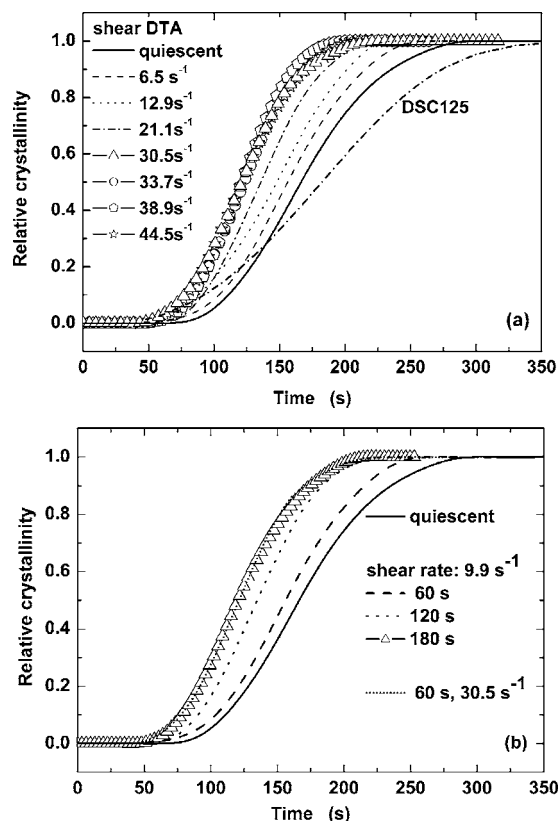 shear DTA
quiescent
6.5 s⁻¹
12.9s⁻¹
21.1s⁻¹
30.5s⁻¹
33.7s⁻¹
38.9s⁻¹
44.5s⁻¹
DSC125
(a)
1.0
0.8
0.6
0.4
0.2
0.0
Relative crystallinity
0 50 100 150 200 250 300 350
Time (s)
quiescent
shear rate: 9.9 s⁻¹
60 s
120 s
180 s
60 s, 30.5 s⁻¹
(b)
1.0
0.8
0.6
0.4
0.2
0.0
Relative crystallinity
0 50 100 150 200 250 300 350
Time (s)